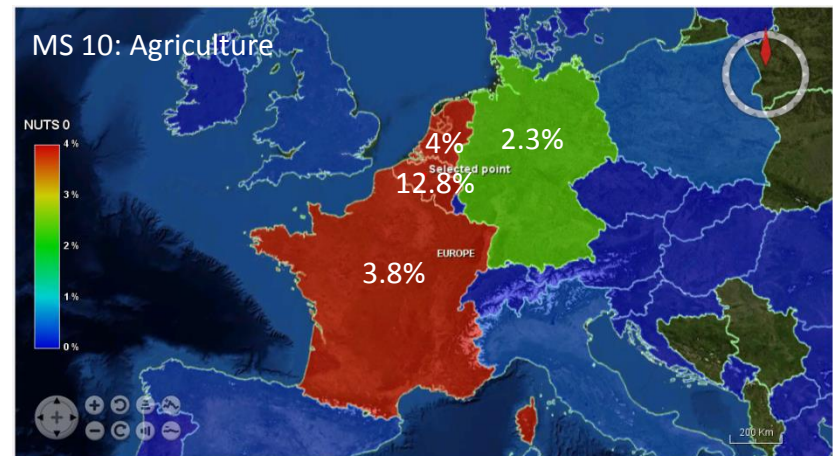 MS 10: Agriculture
NUTS 0
4 %
3 %
2 %
1 %
0 %
4%
2.3%
Selected point
12.8%
EUROPE
3.8%
200 Km